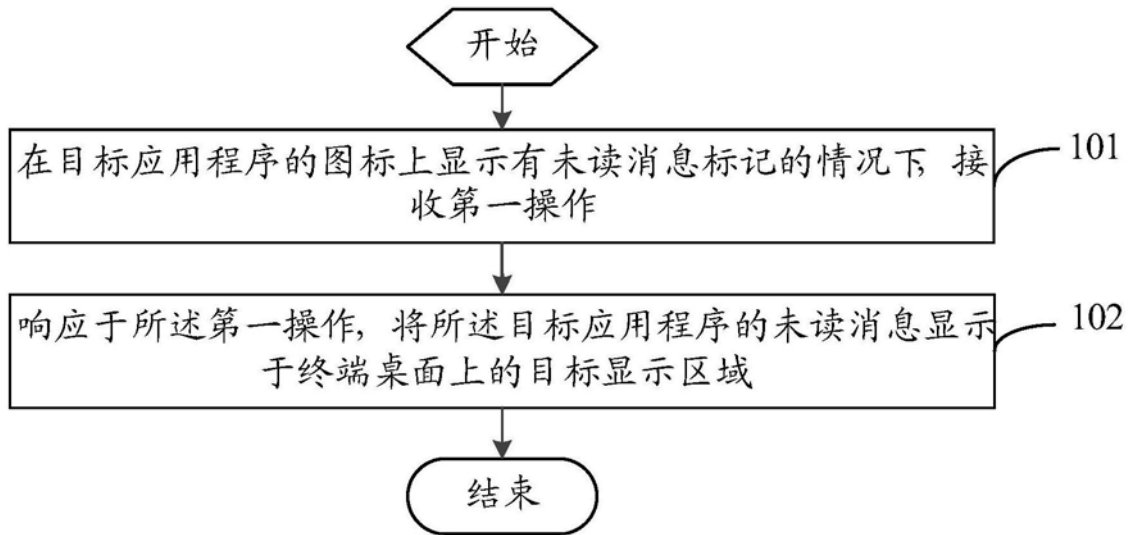 开始
在目标应用程序的图标上显示有未读消息标记的情况下,接
收第一操作
101
响应于所述第一操作,将所述目标应用程序的未读消息显示
于终端桌面上的目标显示区域
102
结束